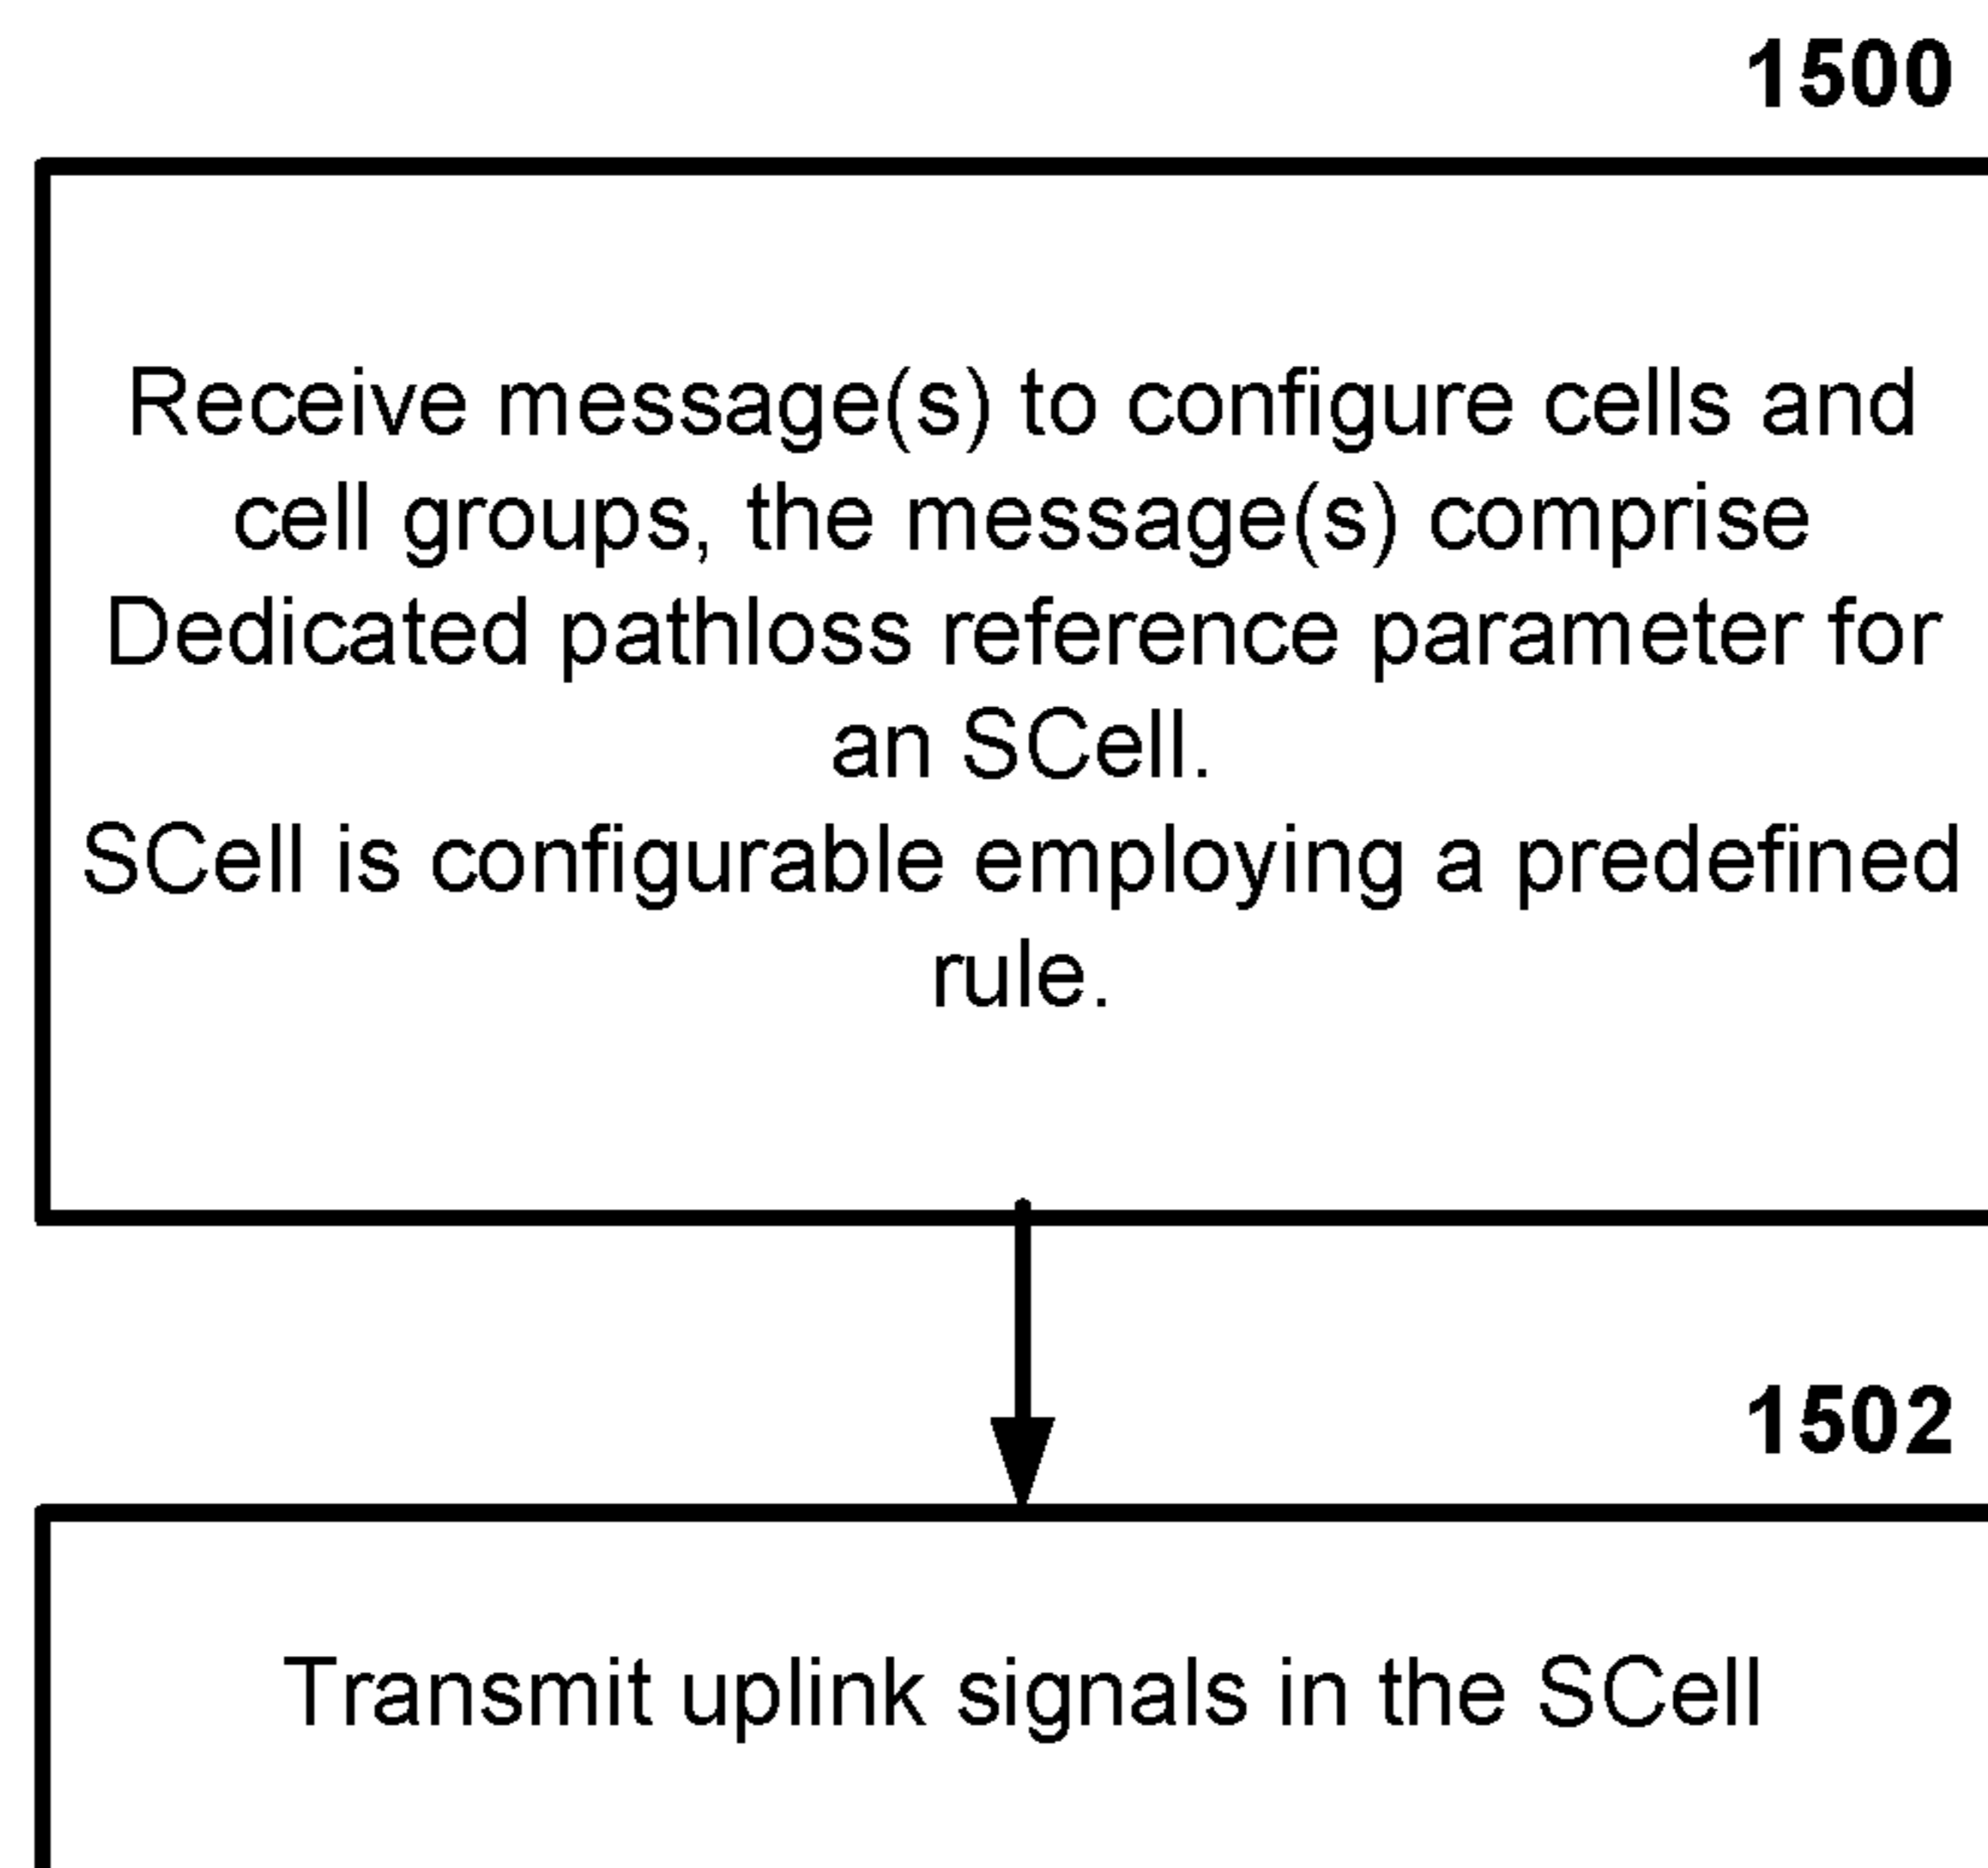 1500
Receive message(s) to configure cells and
cell groups, the message(s) comprise
Dedicated pathloss reference parameter for
an SCell.
SCell is configurable employing a predefined
rule.
1502
Transmit uplink signals in the SCell